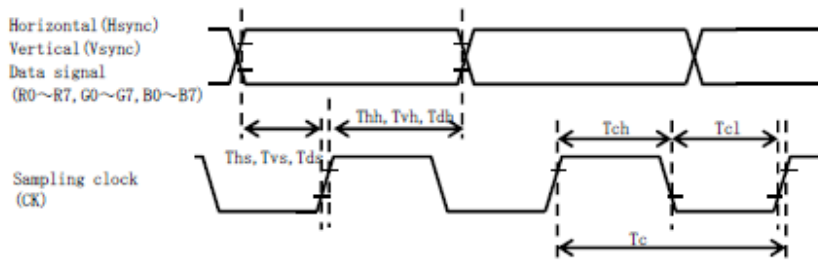 Horizontal(Hsync)
Vertical(Vsync)
Data signal
(R0～R7,G0～G7,B0～B7)
Thh, Tvh, Tdh
Tch
Tcl
Ths, Tvs, Tds
Sampling clock
(CK)
Tc